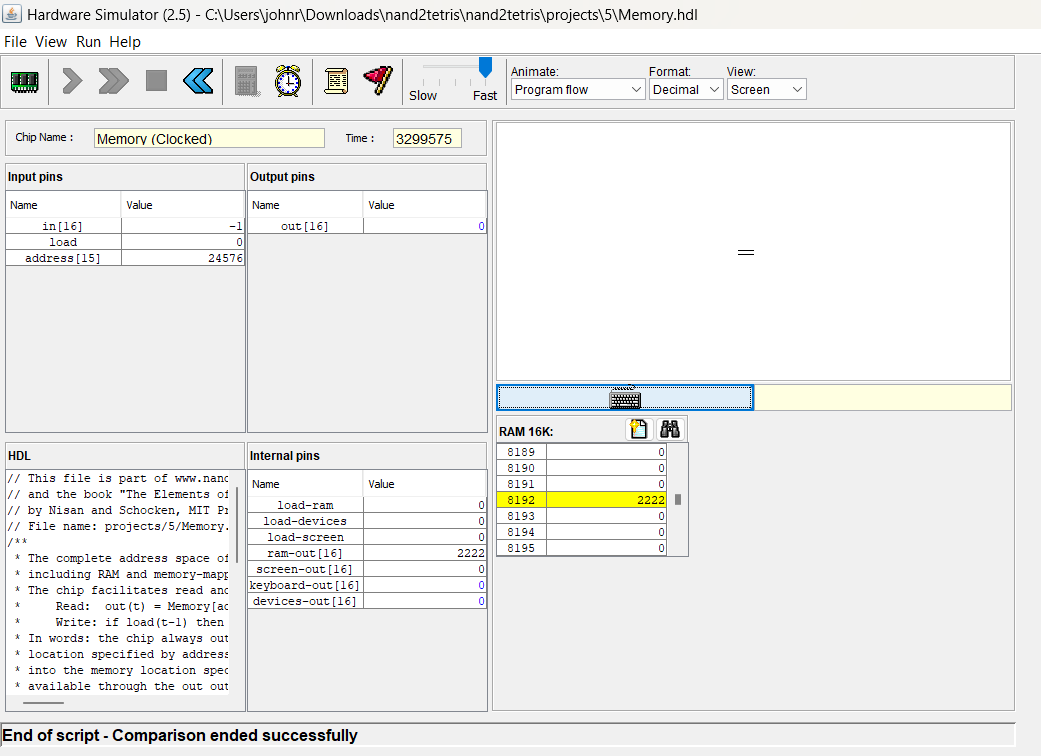 Hardware Simulator (2.5) - C:\Users\johnr\Downloads\nand2tetris\nand2tetris\projects\5\Memory.hdl
File View Run Help
Slow Fast
Animate: Format: View:
Program flow Decimal Screen
Chip Name : Memory (Clocked) Time : 3299575
Input pins
Name Value
in[16] -1
load 0
address[15] 24576
Output pins
Name Value
out[16] 0
RAM 16K:
8189 0
8190 0
8191 0
8192 2222
8193 0
8194 0
8195 0
HDL
// This file is part of www.nand
// and the book "The Elements of
// by Nisan and Schocken, MIT Pr
// File name: projects/5/Memory.
/**
* The complete address space of
* including RAM and memory-mapp
* The chip facilitates read and
* Read: out(t) = Memory[ad
* Write: if load(t-1) then
* In words: the chip always out
* location specified by address
* into the memory location spec
* available through the out out
Internal pins
Name Value
load-ram 0
load-devices 0
load-screen 0
ram-out[16] 2222
screen-out[16] 0
keyboard-out[16] 0
devices-out[16] 0
End of script - Comparison ended successfully